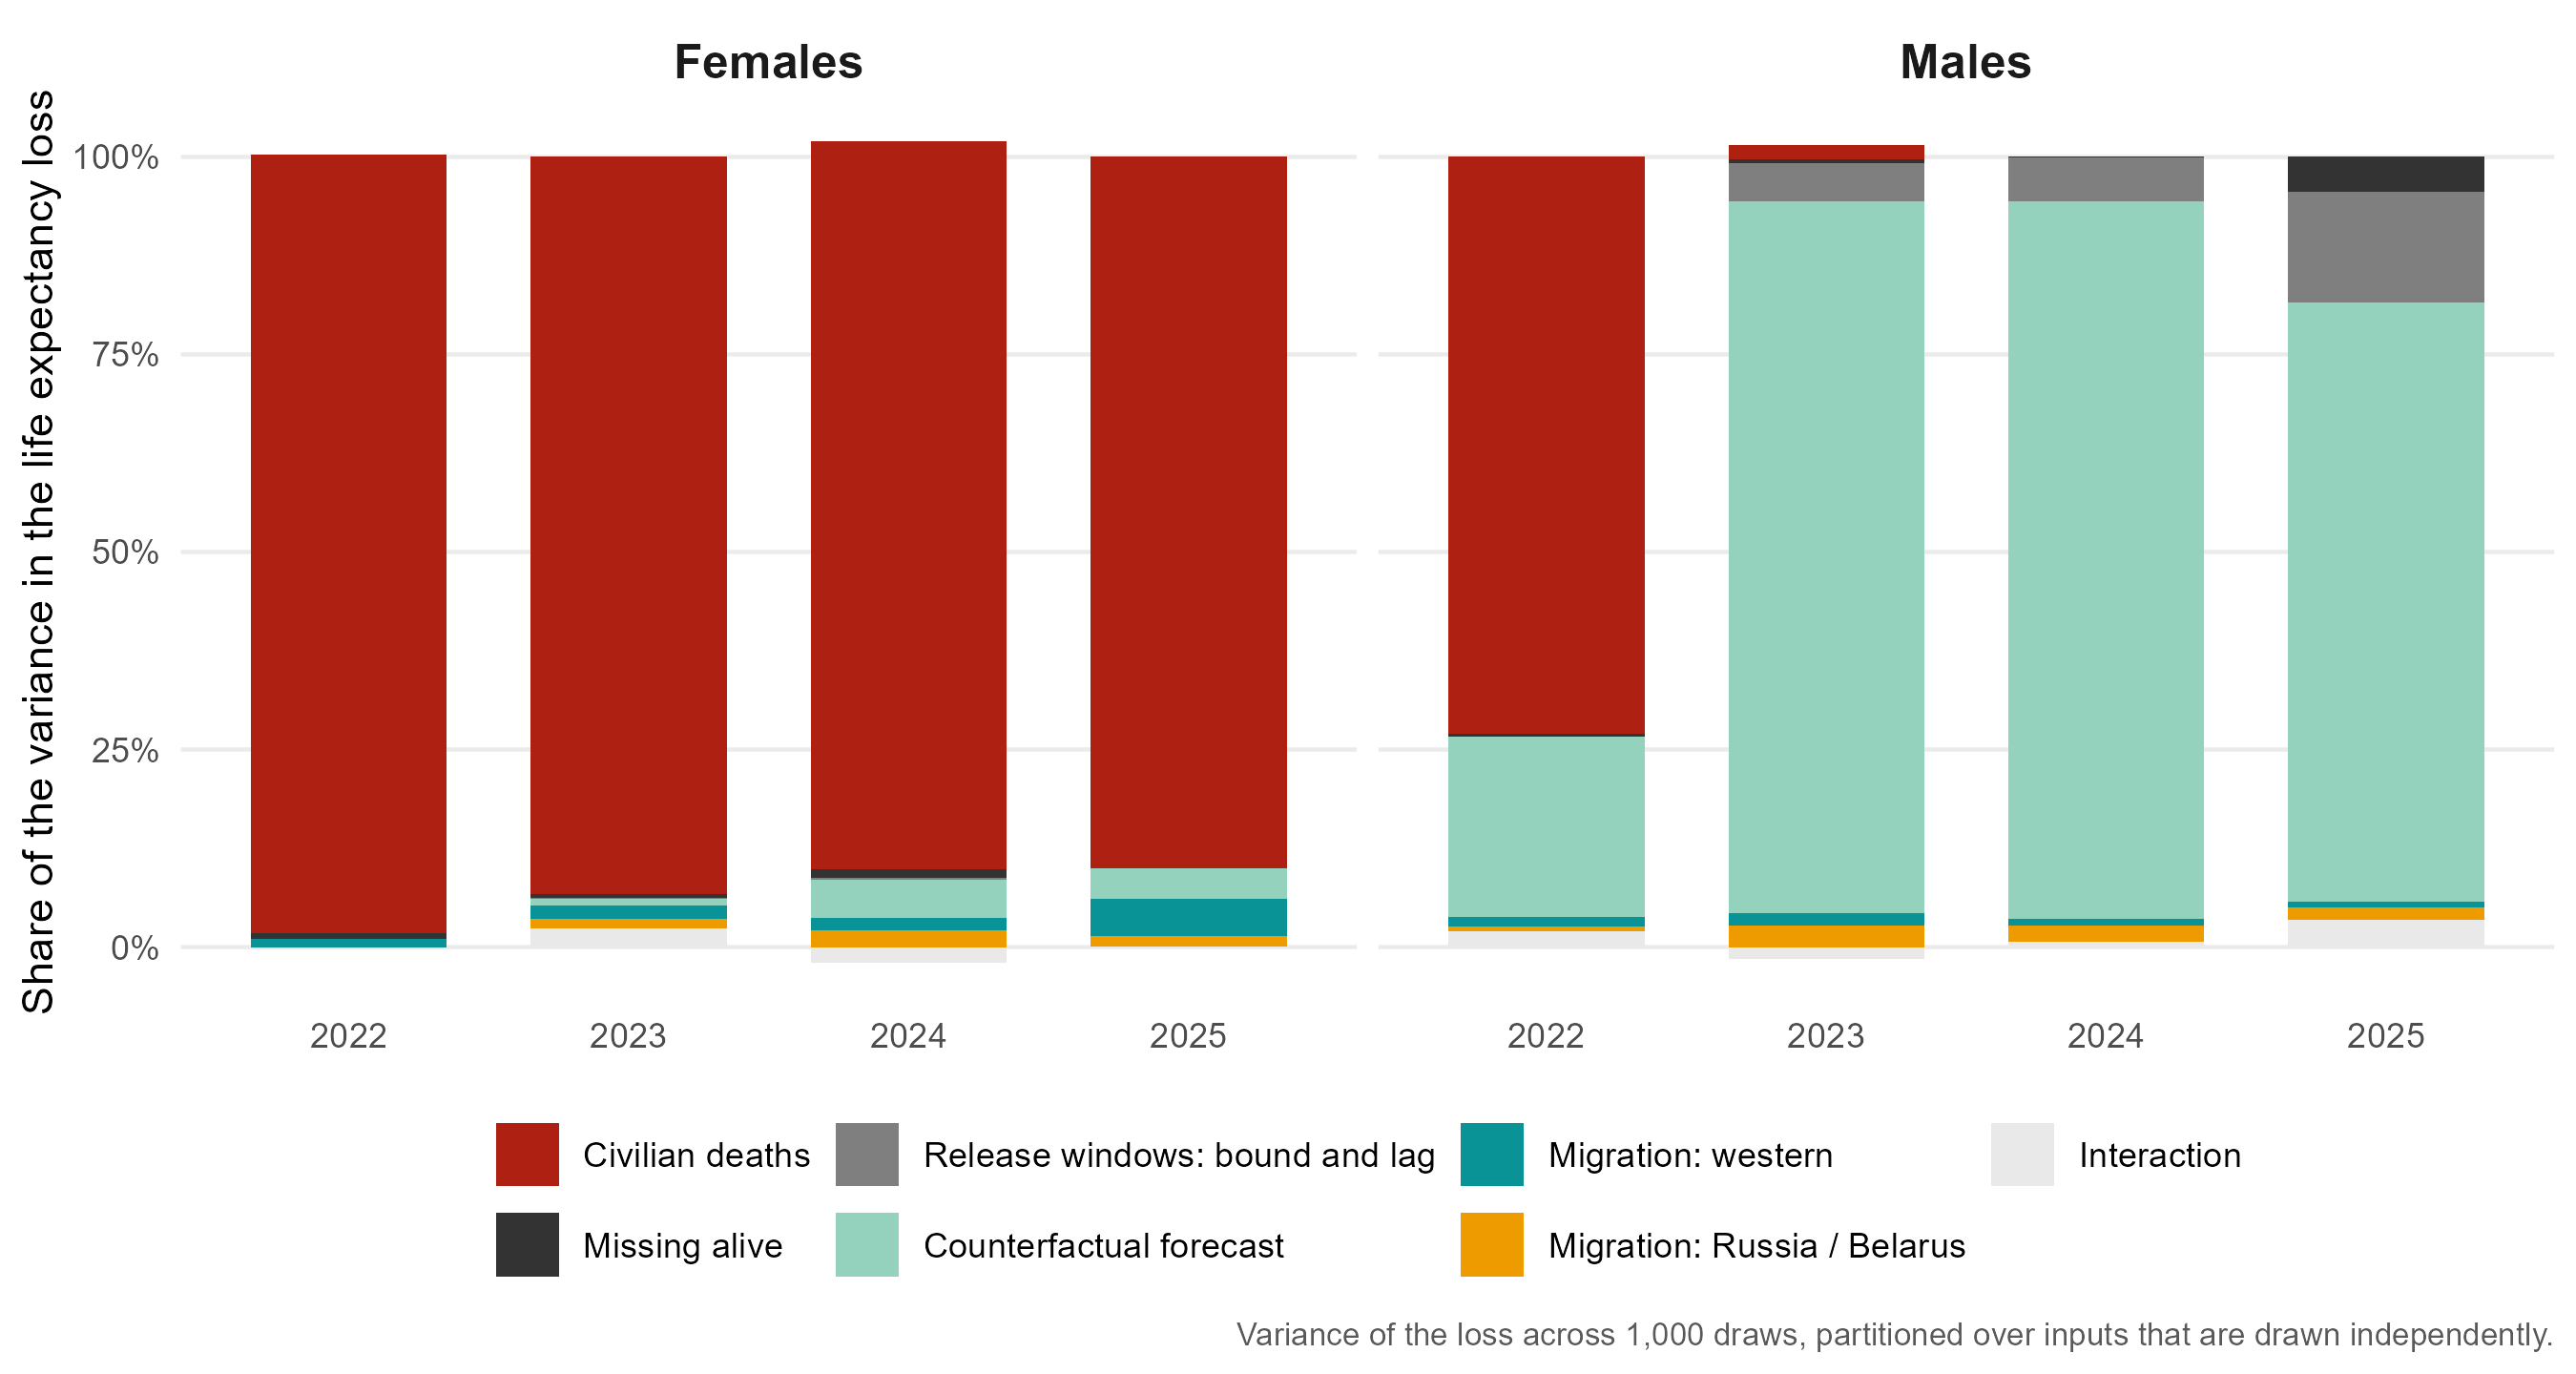 Females
Males
Share of the variance in the life expectancy loss
100%
75%
50%
25%
0%
2022
2023
2024
2025
2022
2023
2024
2025
Civilian deaths
Release windows: bound and lag
Migration: western
Interaction
Missing alive
Counterfactual forecast
Migration: Russia / Belarus
Variance of the loss across 1,000 draws, partitioned over inputs that are drawn independently.